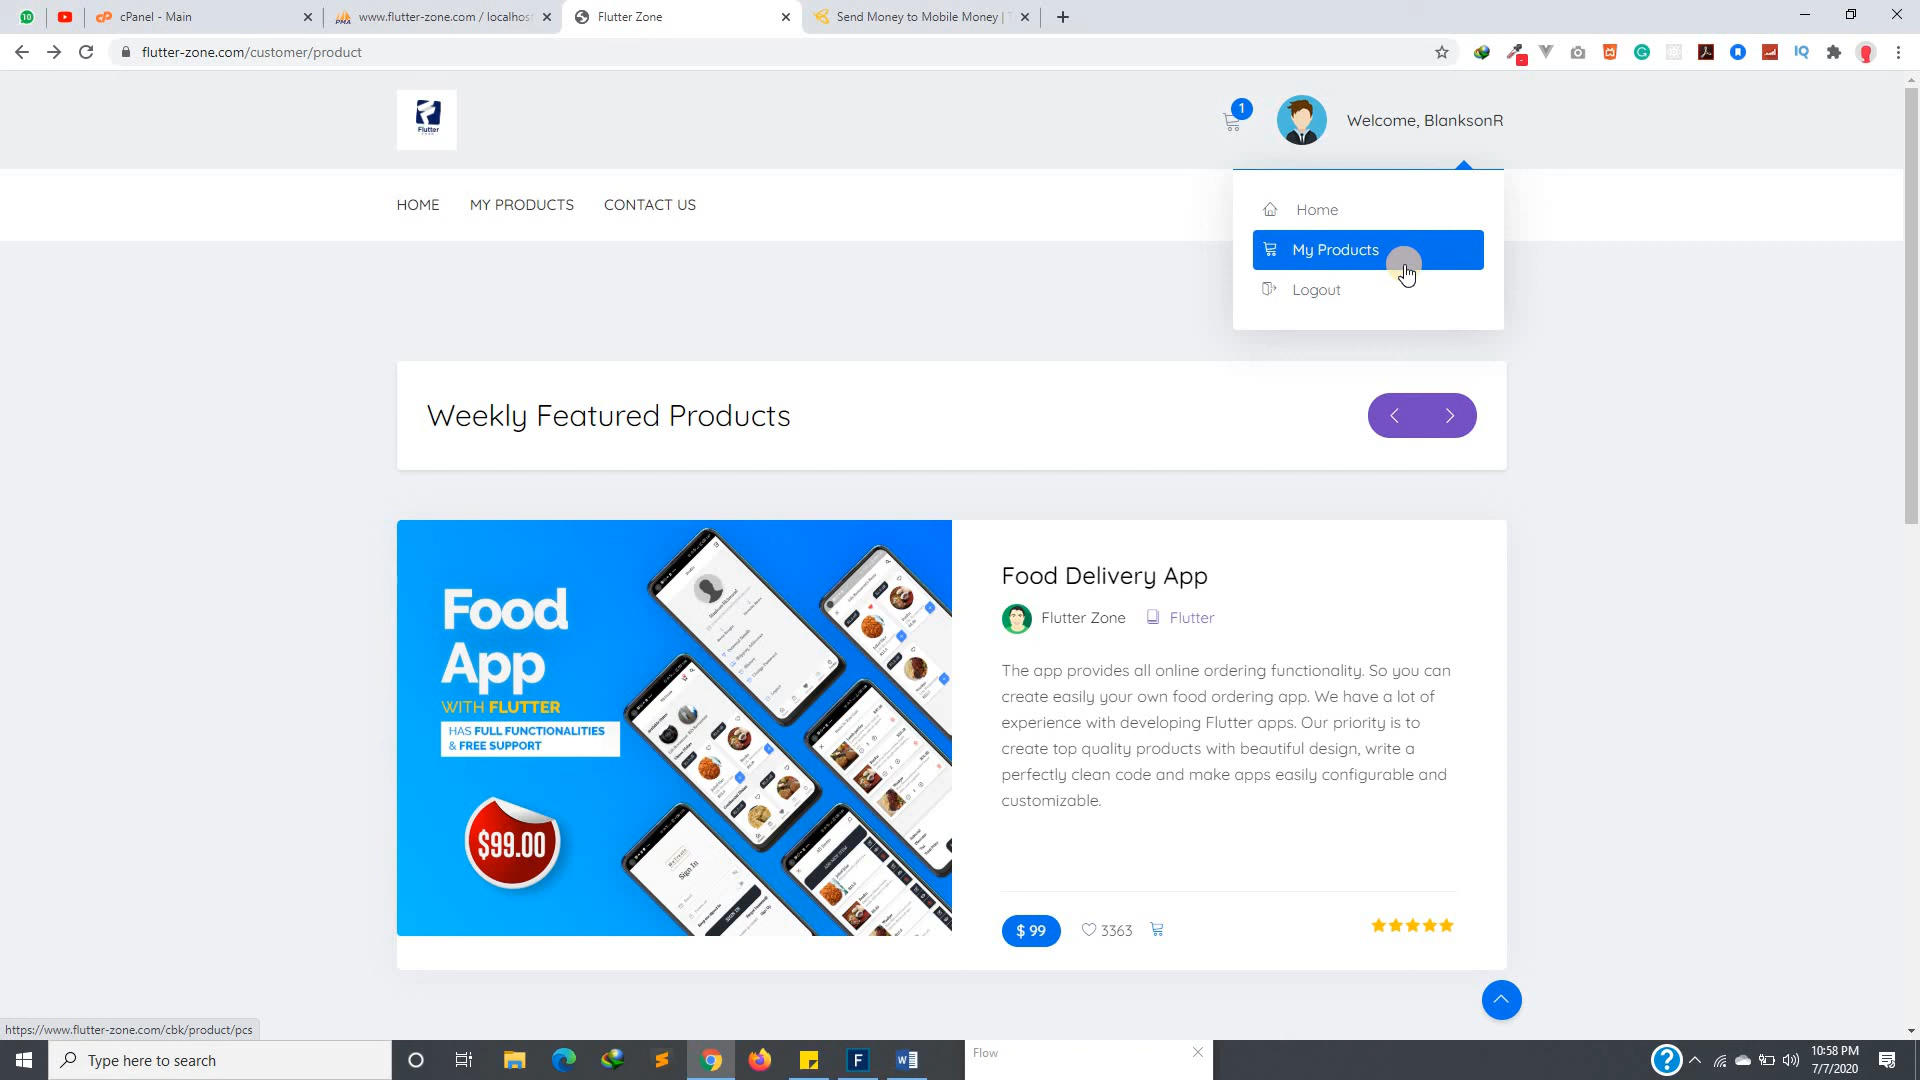 10
cPanel - Main
www.flutter-zone.com / localhos
Flutter Zone
Send Money to Mobile Money |
flutter-zone.com/customer/product
Flutter
1
Welcome, BlanksonR
HOME
MY PRODUCTS
CONTACT US
Home
My Products
Logout
Weekly Featured Products
Food
App
WITH FLUTTER
HAS FULL FUNCTIONALITIES
& FREE SUPPORT
$99.00
Sign In
Food Delivery App
Flutter Zone
Flutter
The app provides all online ordering functionality. So you can
create easily your own food ordering app. We have a lot of
experience with developing Flutter apps. Our priority is to
create top quality products with beautiful design, write a
perfectly clean code and make apps easily configurable and
customizable.
$ 99
3363
https://www.flutter-zone.com/cbk/product/pcs
Type here to search
Flow
10:58 PM
7/7/2020